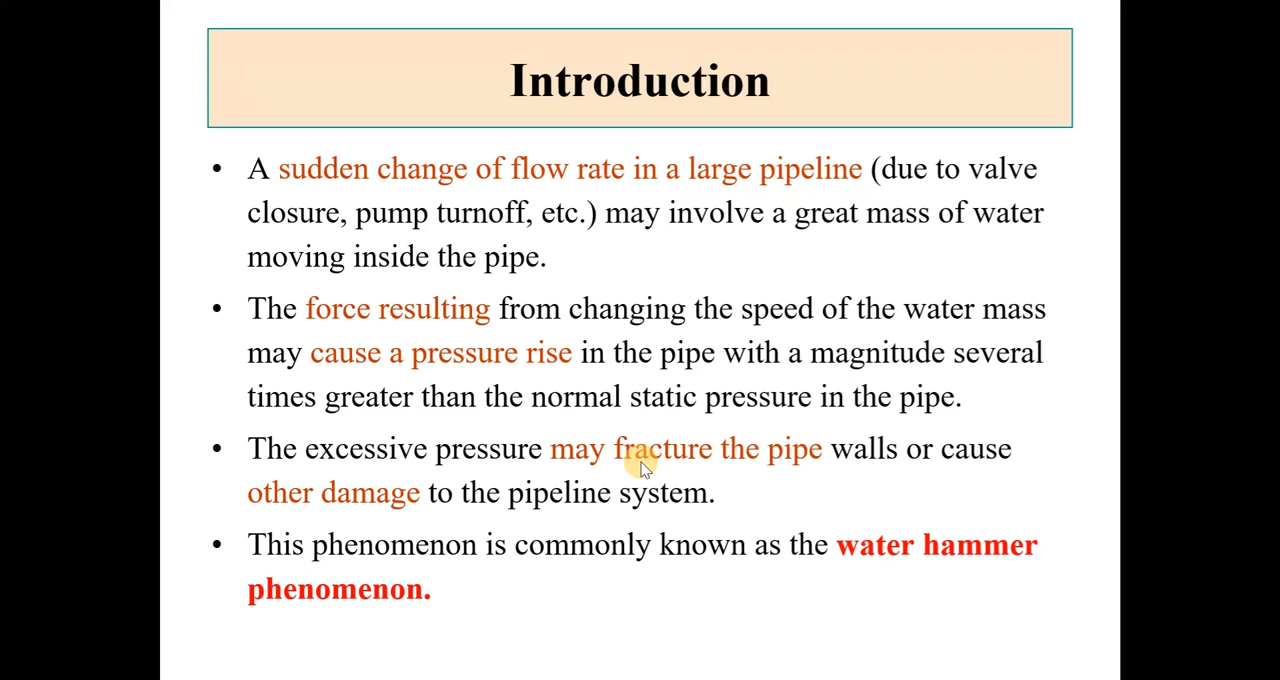 Introduction
• A sudden change of flow rate in a large pipeline (due to valve
closure, pump turnoff, etc.) may involve a great mass of water
moving inside the pipe.
• The force resulting from changing the speed of the water mass
may cause a pressure rise in the pipe with a magnitude several
times greater than the normal static pressure in the pipe.
• The excessive pressure may fracture the pipe walls or cause
other damage to the pipeline system.
• This phenomenon is commonly known as the water hammer
phenomenon.